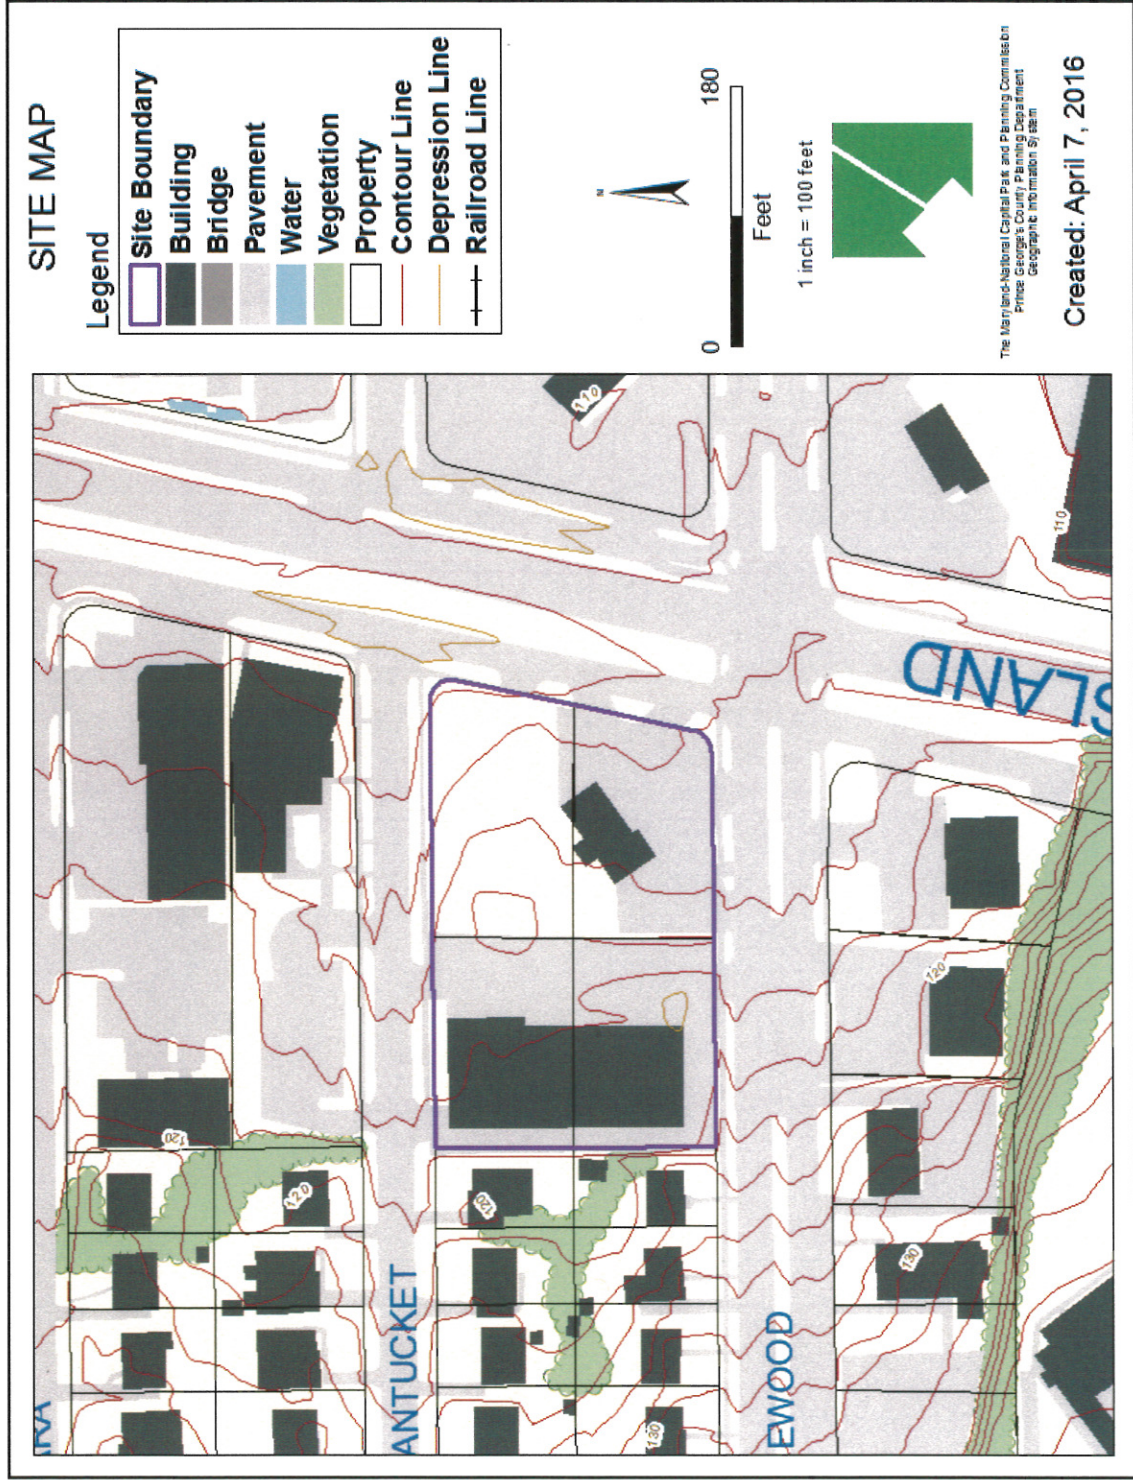 SITE MAP
Legend
Site Boundary
Building
Bridge
Pavement
Water
Vegetation
Property
Contour Line
Depression Line
Railroad Line
N
0
180
Feet
1 inch = 100 feet
The Maryland-National Capital Park and Planning Commission
Prince George's County Planning Department
Geographic Information System
Created: April 7, 2016
110
110
SLAND
120
120
120
120
130
130
ANTUCKET
EWOOD